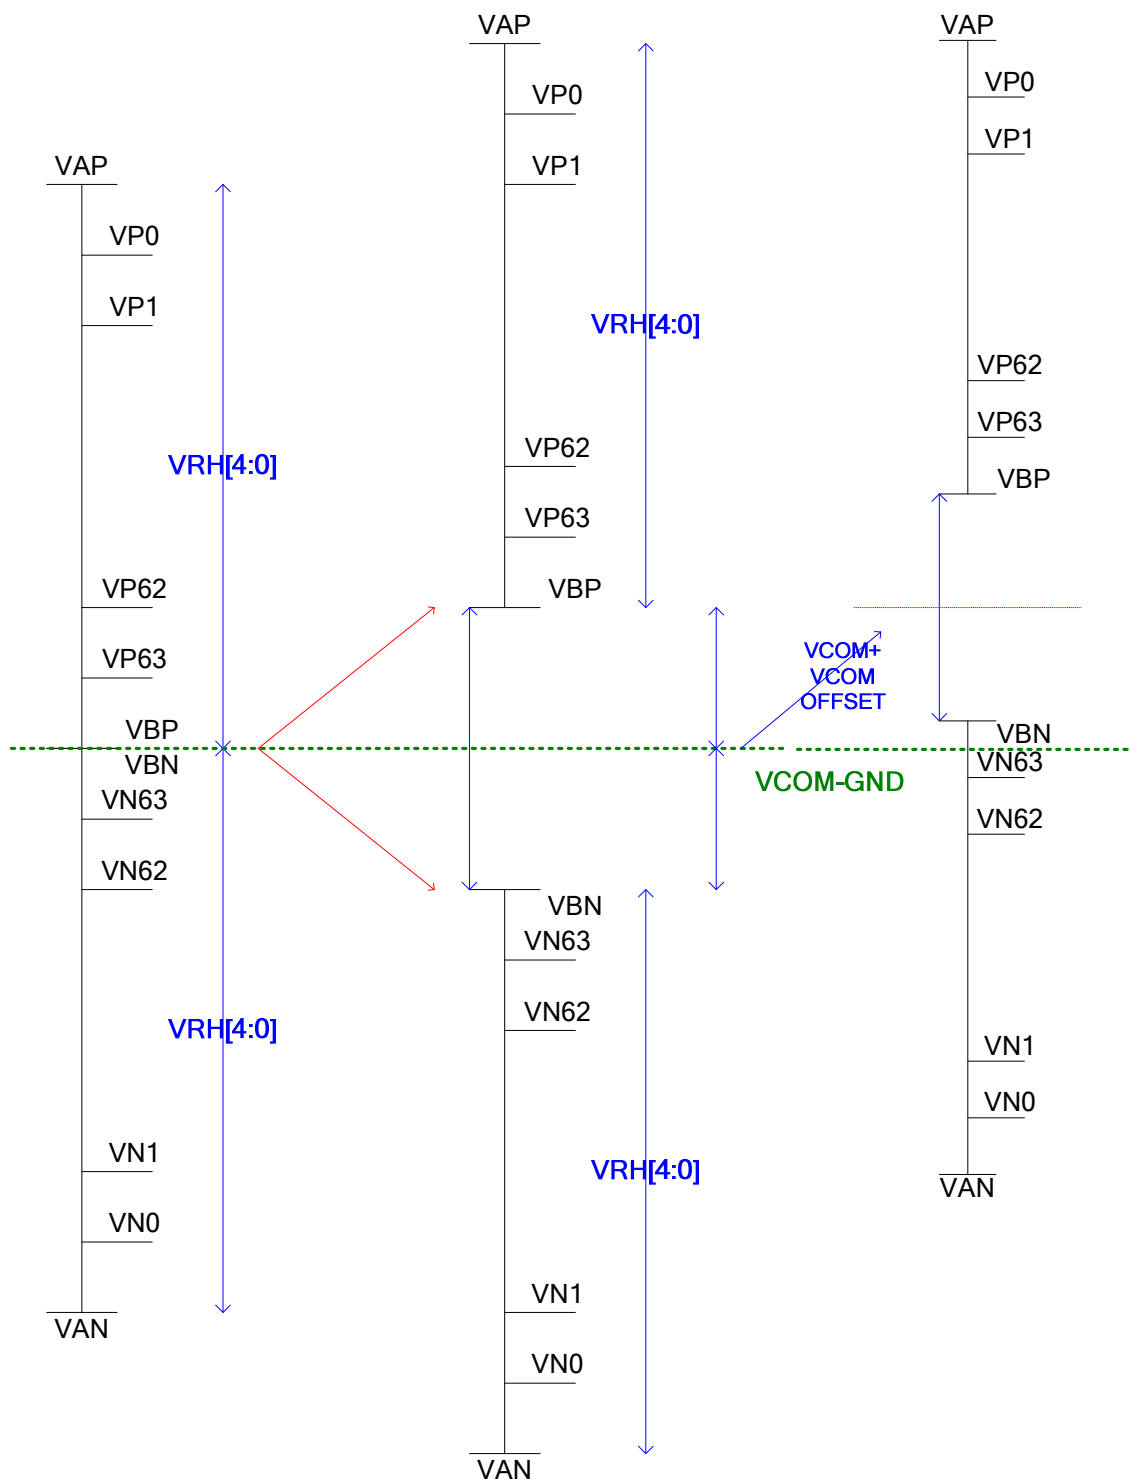 VAP
VP0
VP1
VRH[4:0]
VP62
VP63
VBP
VBN
VN63
VN62
VRH[4:0]
VN1
VN0
VAN
VAP
VP0
VP1
VRH[4:0]
VP62
VP63
VBP
VBN
VN63
VN62
VRH[4:0]
VN1
VN0
VAN
VCOM+
VCOM
OFFSET
VCOM-GND
VAP
VP0
VP1
VP62
VP63
VBP
VBN
VN63
VN62
VN1
VN0
VAN